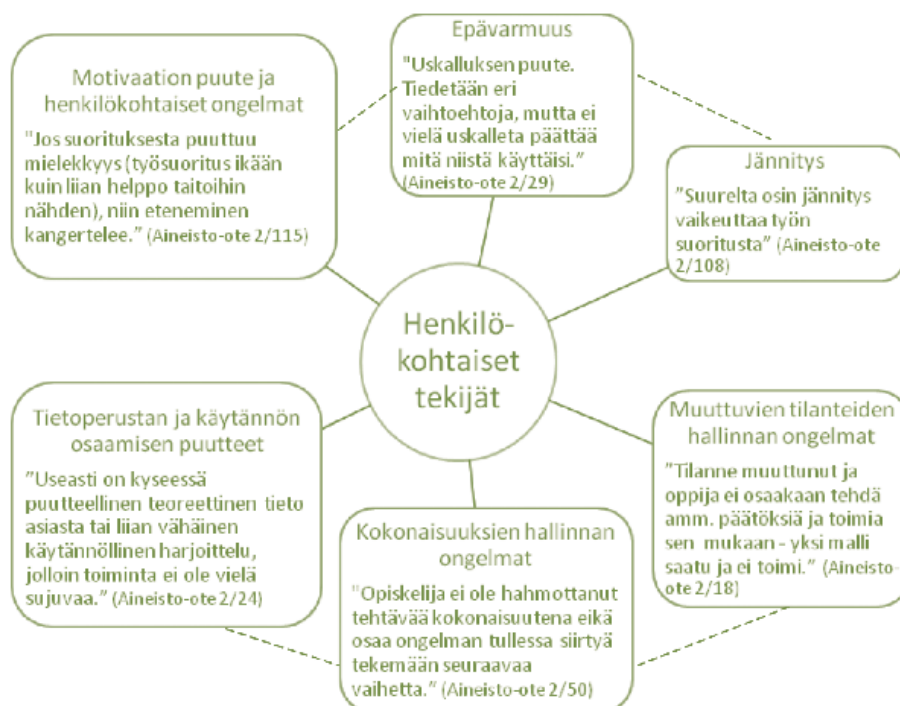 Motivaation puute ja
henkilökohtaiset ongelmat
"Jos suorituksesta puuttuu
mielekkyys (työsuoritus ikään
kuin liian helppo taitoihin
nähden), niin eteneminen
kangertelee.” (Aineisto-ote 2/115)
Epävarmuus
"Uskalluksen puute.
Tiedetään eri
vaihtoehtoja, mutta ei
vielä uskalleta päättää
mitä niistä käyttäisi.”
(Aineisto-ote 2/29)
Jännitys
”Suurelta osin jännitys
vaikeuttaa työn
suoritusta” (Aineisto-ote
2/108)
Henkilö-
kohtaiset
tekijät
Tietoperustan ja käytännön
osaamisen puutteet
”Useasti on kyseessä
puutteellinen teoreettinen tieto
asiasta tai liian vähäinen
käytännöllinen harjoittelu,
jolloin toiminta ei ole vielä
sujuvaa.” (Aineisto-ote 2/24)
Kokonaisuuksien hallinnan
ongelmat
"Opiskelija ei ole hahmottanut
tehtävää kokonaisuutena eikä
osaa ongelman tullessa siirtyä
tekemään seuraavaa
vaihetta.” (Aineisto-ote 2/50)
Muuttuvien tilanteiden
hallinnan ongelmat
”Tilanne muuttunut ja
oppija ei osaakaan tehdä
amm. päätöksiä ja toimia
sen mukaan - yksi malli
saatu ja ei toimi.” (Aineisto-
ote 2/18)